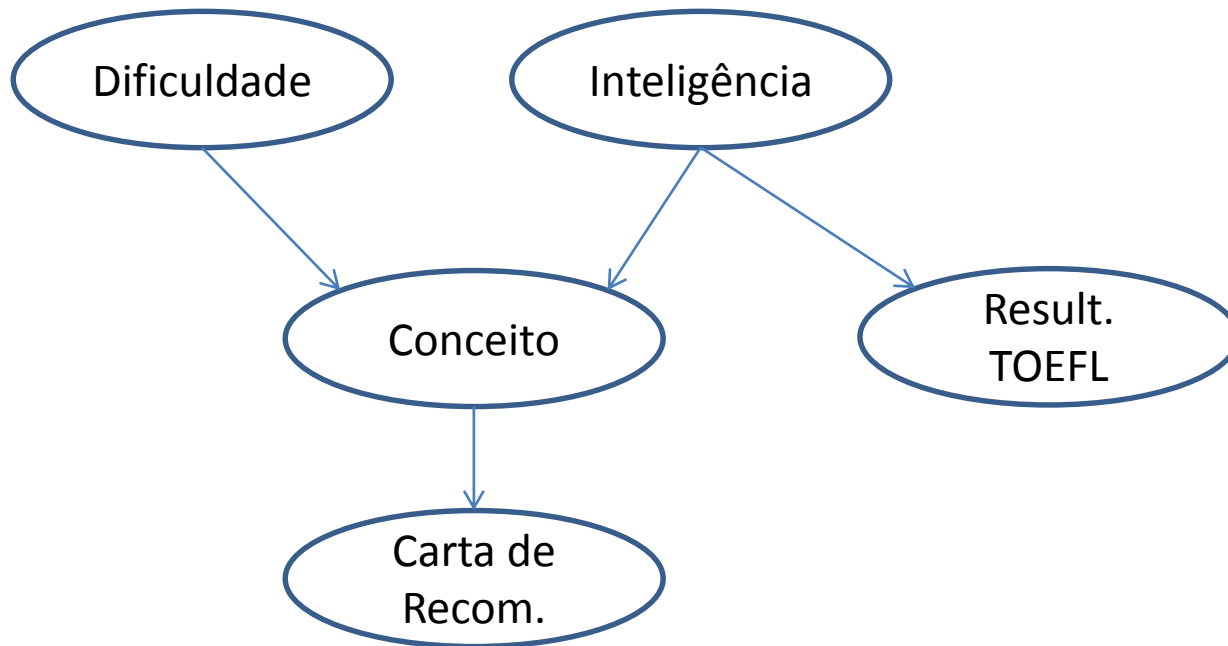 Dificuldade
Inteligência
Conceito
Result.
TOEFL
Carta de
Recom.